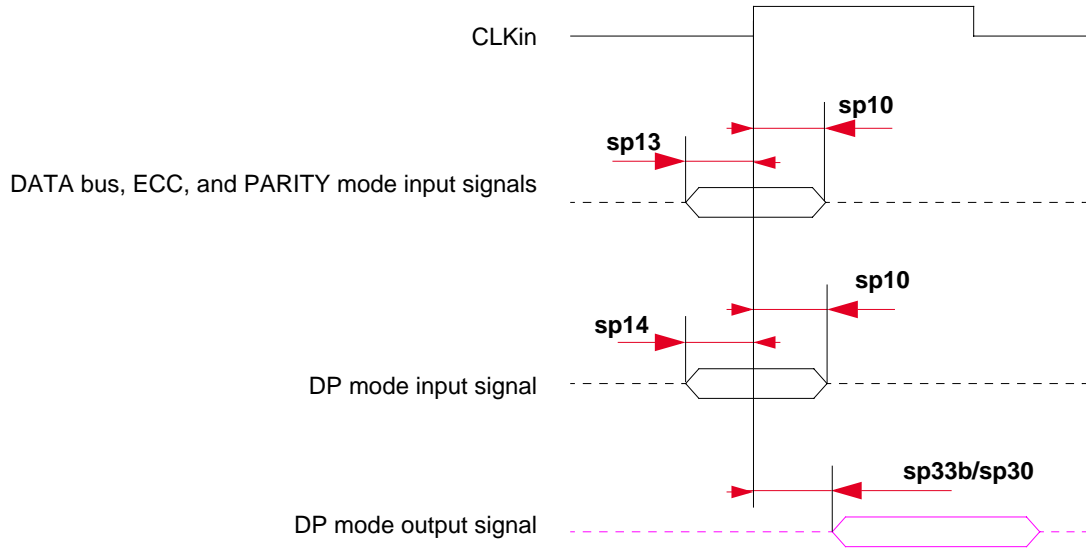 CLKin
sp10
sp13
DATA bus, ECC, and PARITY mode input signals
sp10
sp14
DP mode input signal
sp33b/sp30
DP mode output signal